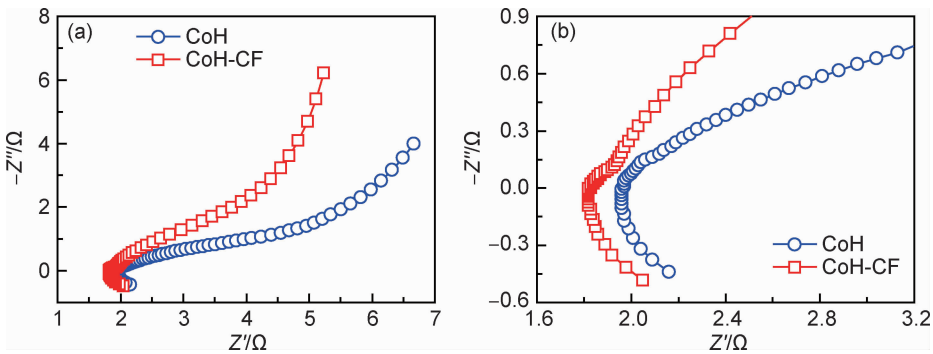 (a)
CoH
CoH-CF
8
6
4
2
0
1 2 3 4 5 6 7
−Z″/Ω
Z′/Ω
(b)
0.9
0.6
0.3
0.0
−0.3
−0.6
CoH
CoH-CF
1.6 2.0 2.4 2.8 3.2
−Z″/Ω
Z′/Ω